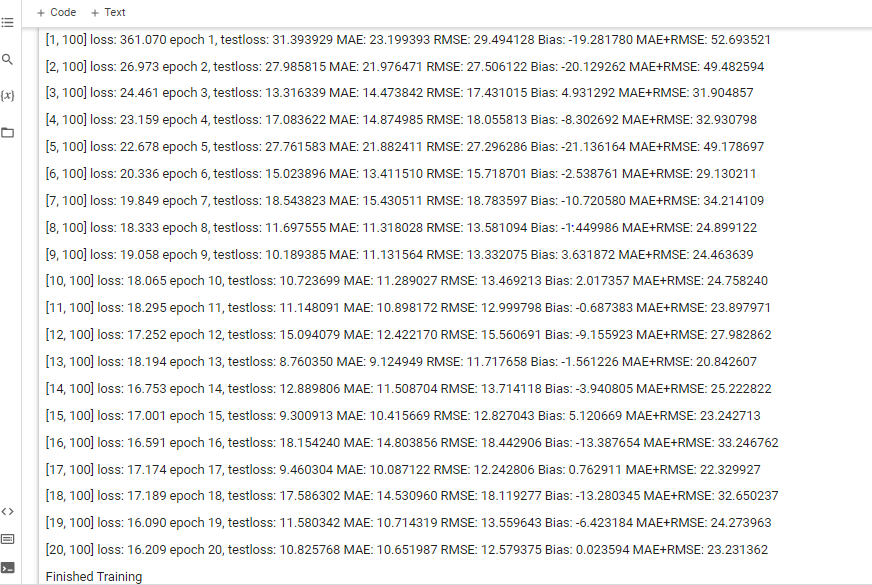 + Code + Text
[1, 100] loss: 361.070 epoch 1, testloss: 31.393929 MAE: 23.199393 RMSE: 29.494128 Bias: -19.281780 MAE+RMSE: 52.693521
[2, 100] loss: 26.973 epoch 2, testloss: 27.985815 MAE: 21.976471 RMSE: 27.506122 Bias: -20.129262 MAE+RMSE: 49.482594
[3, 100] loss: 24.461 epoch 3, testloss: 13.316339 MAE: 14.473842 RMSE: 17.431015 Bias: 4.931292 MAE+RMSE: 31.904857
[4, 100] loss: 23.159 epoch 4, testloss: 17.083622 MAE: 14.874985 RMSE: 18.055813 Bias: -8.302692 MAE+RMSE: 32.930798
[5, 100] loss: 22.678 epoch 5, testloss: 27.761583 MAE: 21.882411 RMSE: 27.296286 Bias: -21.136164 MAE+RMSE: 49.178697
[6, 100] loss: 20.336 epoch 6, testloss: 15.023896 MAE: 13.411510 RMSE: 15.718701 Bias: -2.538761 MAE+RMSE: 29.130211
[7, 100] loss: 19.849 epoch 7, testloss: 18.543823 MAE: 15.430511 RMSE: 18.783597 Bias: -10.720580 MAE+RMSE: 34.214109
[8, 100] loss: 18.333 epoch 8, testloss: 11.697555 MAE: 11.318028 RMSE: 13.581094 Bias: -1.449986 MAE+RMSE: 24.899122
[9, 100] loss: 19.058 epoch 9, testloss: 10.189385 MAE: 11.131564 RMSE: 13.332075 Bias: 3.631872 MAE+RMSE: 24.463639
[10, 100] loss: 18.065 epoch 10, testloss: 10.723699 MAE: 11.289027 RMSE: 13.469213 Bias: 2.017357 MAE+RMSE: 24.758240
[11, 100] loss: 18.295 epoch 11, testloss: 11.148091 MAE: 10.898172 RMSE: 12.999798 Bias: -0.687383 MAE+RMSE: 23.897971
[12, 100] loss: 17.252 epoch 12, testloss: 15.094079 MAE: 12.422170 RMSE: 15.560691 Bias: -9.155923 MAE+RMSE: 27.982862
[13, 100] loss: 18.194 epoch 13, testloss: 8.760350 MAE: 9.124949 RMSE: 11.717658 Bias: -1.561226 MAE+RMSE: 20.842607
[14, 100] loss: 16.753 epoch 14, testloss: 12.889806 MAE: 11.508704 RMSE: 13.714118 Bias: -3.940805 MAE+RMSE: 25.222822
[15, 100] loss: 17.001 epoch 15, testloss: 9.300913 MAE: 10.415669 RMSE: 12.827043 Bias: 5.120669 MAE+RMSE: 23.242713
[16, 100] loss: 16.591 epoch 16, testloss: 18.154240 MAE: 14.803856 RMSE: 18.442906 Bias: -13.387654 MAE+RMSE: 33.246762
[17, 100] loss: 17.174 epoch 17, testloss: 9.460304 MAE: 10.087122 RMSE: 12.242806 Bias: 0.762911 MAE+RMSE: 22.329927
[18, 100] loss: 17.189 epoch 18, testloss: 17.586302 MAE: 14.530960 RMSE: 18.119277 Bias: -13.280345 MAE+RMSE: 32.650237
[19, 100] loss: 16.090 epoch 19, testloss: 11.580342 MAE: 10.714319 RMSE: 13.559643 Bias: -6.423184 MAE+RMSE: 24.273963
[20, 100] loss: 16.209 epoch 20, testloss: 10.825768 MAE: 10.651987 RMSE: 12.579375 Bias: 0.023594 MAE+RMSE: 23.231362
Finished Training